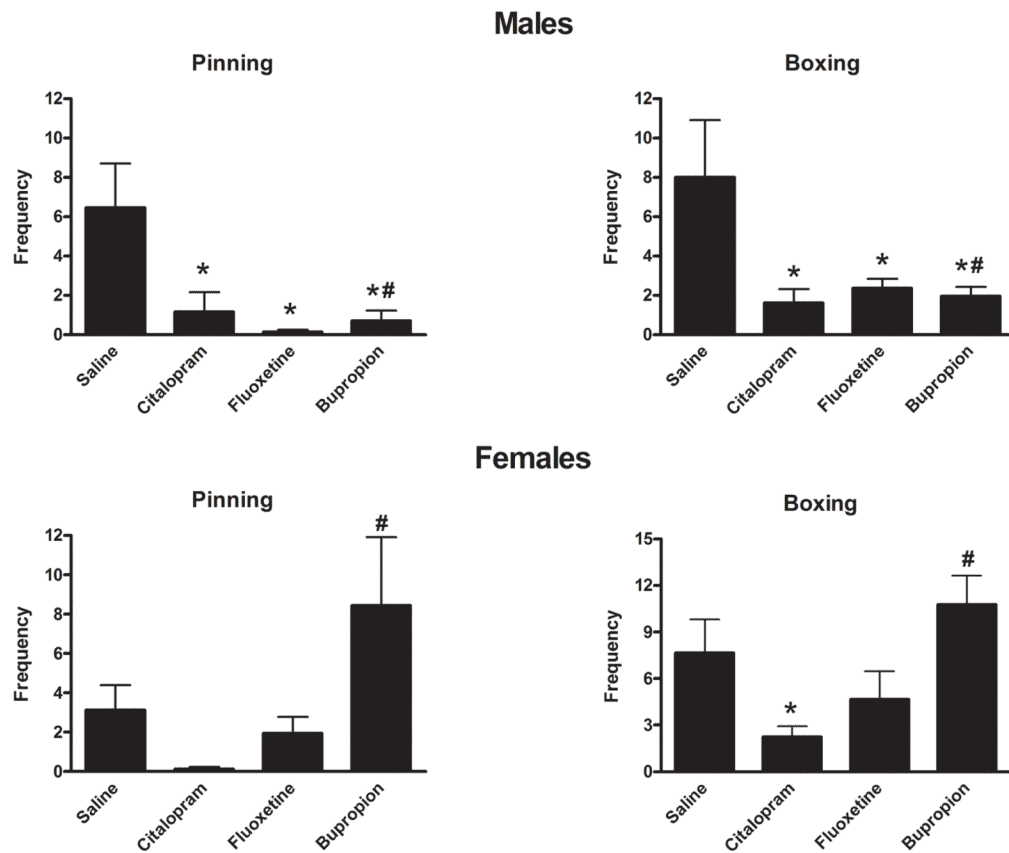 Males
Pinning
Boxing
Frequency
12
10
8
6
4
2
0
*
*
*#
Saline
Citalopram
Fluoxetine
Bupropion
Frequency
12
10
8
6
4
2
0
*
*
*#
Saline
Citalopram
Fluoxetine
Bupropion
Females
Pinning
Boxing
Frequency
12
10
8
6
4
2
0
#
Saline
Citalopram
Fluoxetine
Bupropion
Frequency
15
12
9
6
3
0
*
#
Saline
Citalopram
Fluoxetine
Bupropion